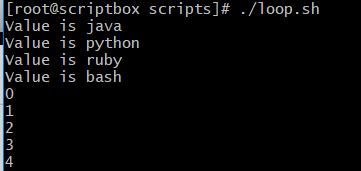 [root@scriptbox scripts]# ./loop.sh
Value is java
Value is python
Value is ruby
Value is bash
0
1
2
3
4